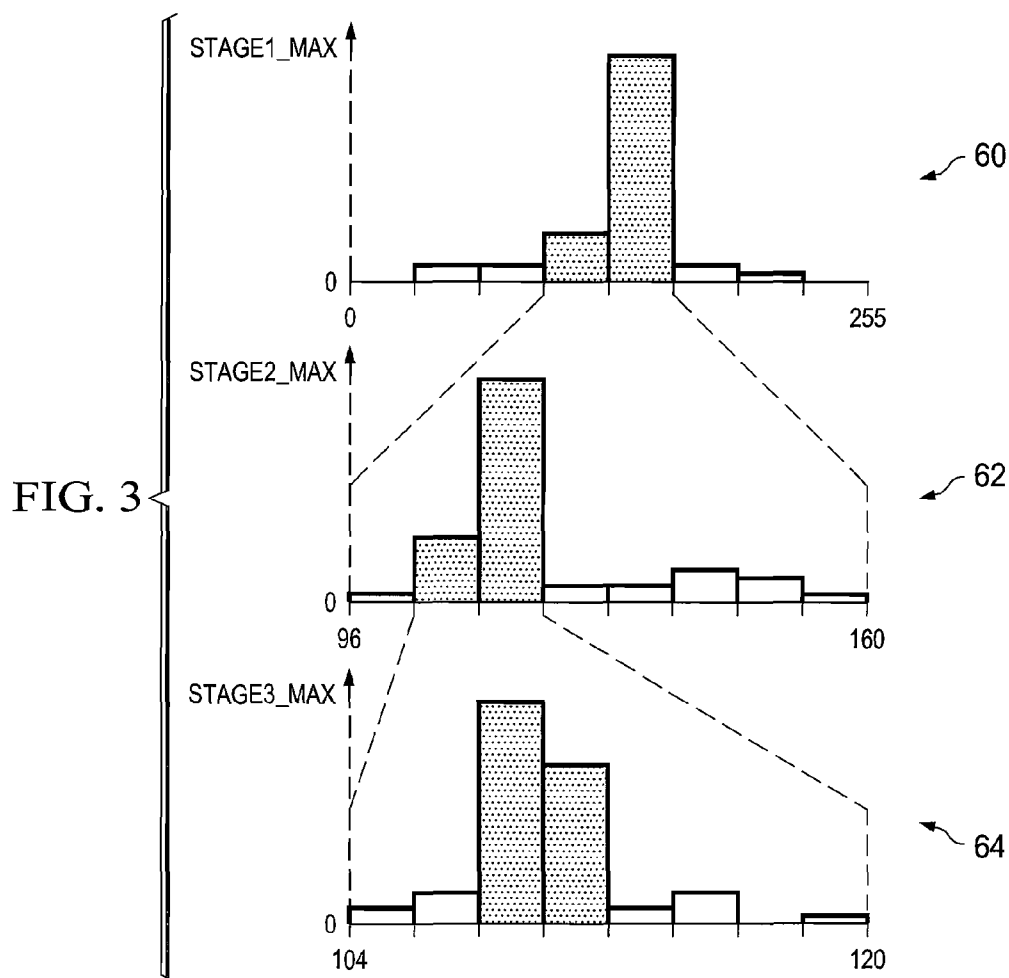 STAGE1_MAX
60
0
0 255
STAGE2_MAX
FIG. 3
62
0
96 160
STAGE3_MAX
64
0
104 120